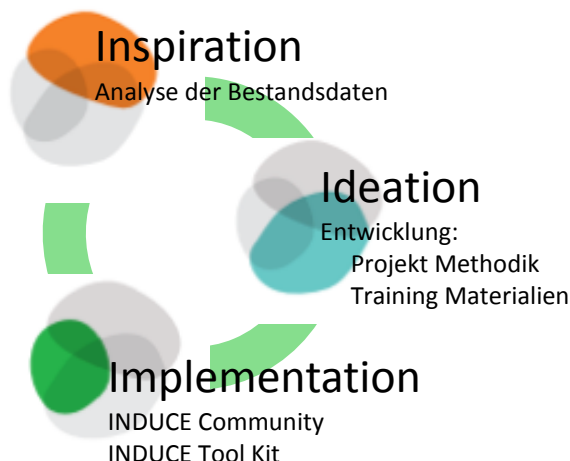 Inspiration
Analyse der Bestandsdaten
Ideation
Entwicklung:
Projekt Methodik
Training Materialien
Implementation
INDUCE Community
INDUCE Tool Kit